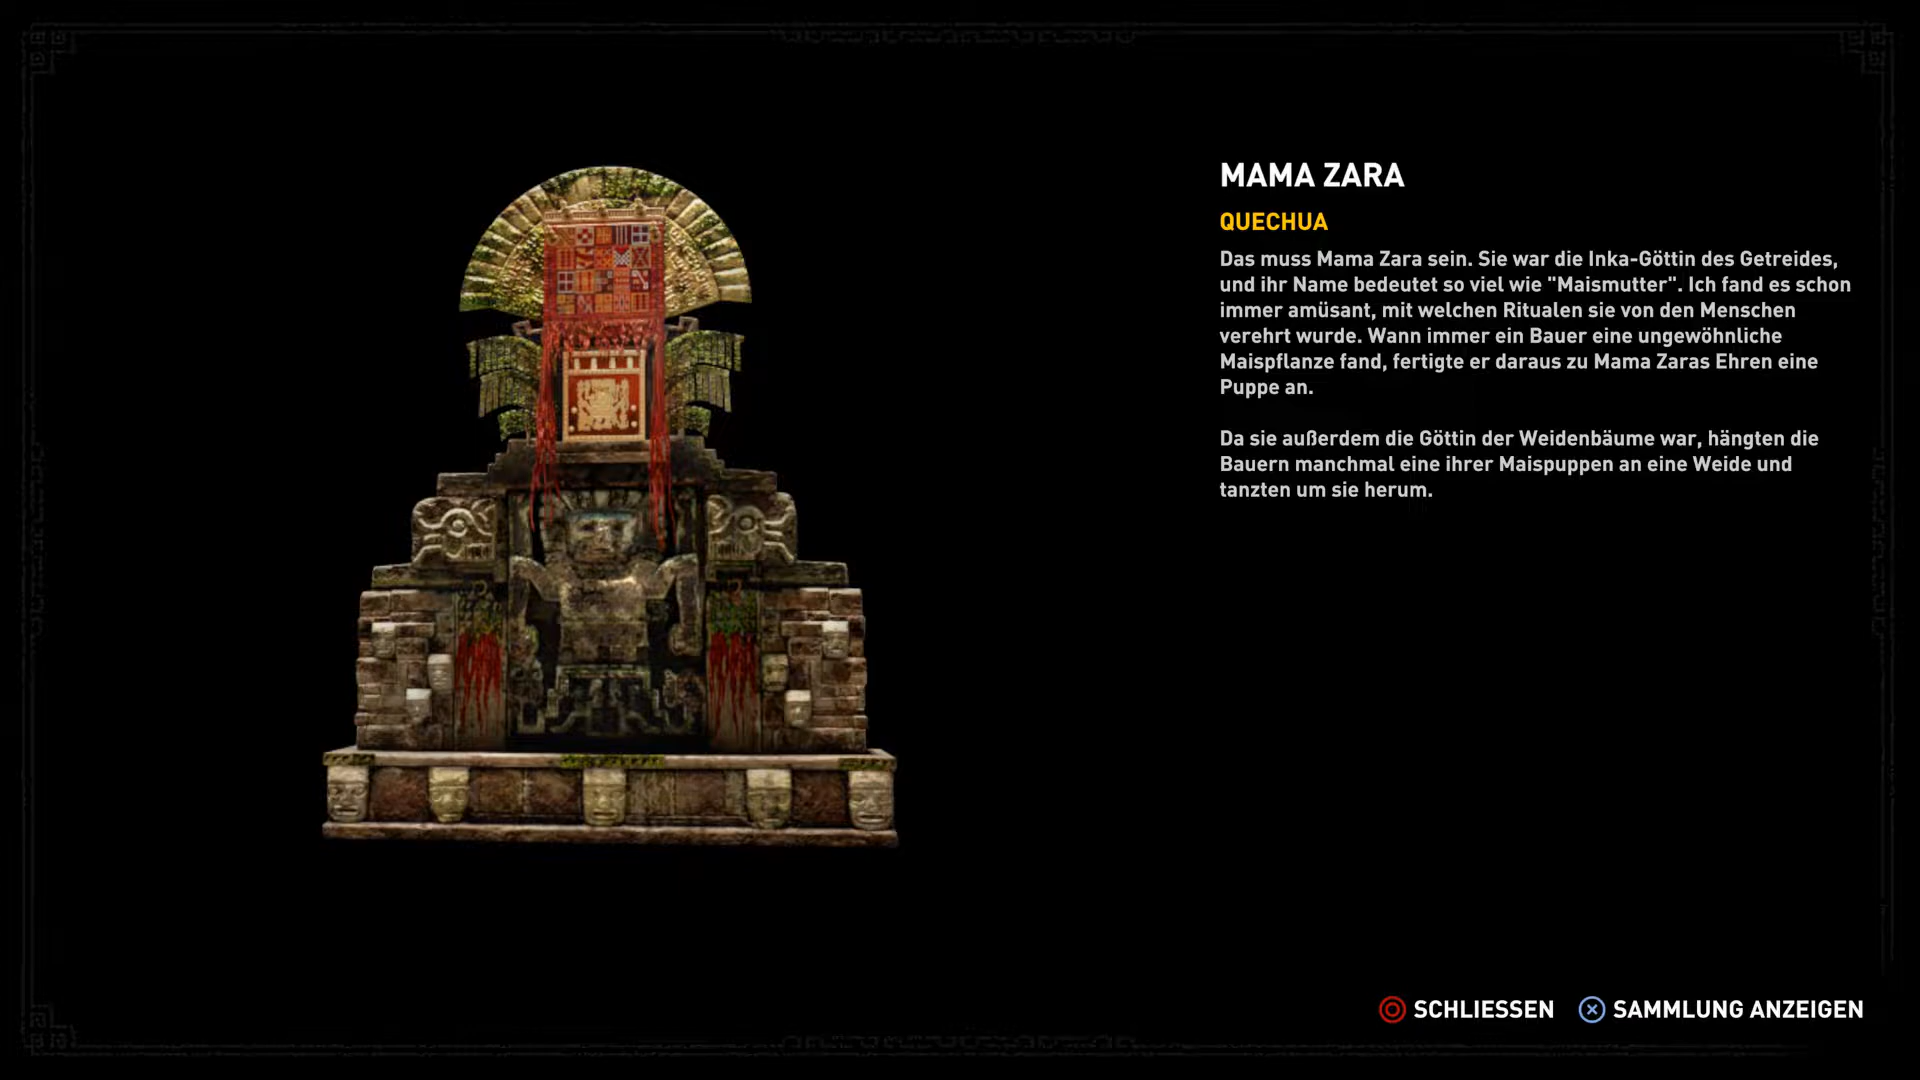 MAMA ZARA
QUECHUA
Das muss Mama Zara sein. Sie war die Inka-Göttin des Getreides,
und ihr Name bedeutet so viel wie "Maismutter". Ich fand es schon
immer amüsant, mit welchen Ritualen sie von den Menschen
verehrt wurde. Wann immer ein Bauer eine ungewöhnliche
Maispflanze fand, fertigte er daraus zu Mama Zaras Ehren eine
Puppe an.
Da sie außerdem die Göttin der Weidenbäume war, hängten die
Bauern manchmal eine ihrer Maispuppen an eine Weide und
tanzten um sie herum.
SCHLIESSEN SAMMLUNG ANZEIGEN